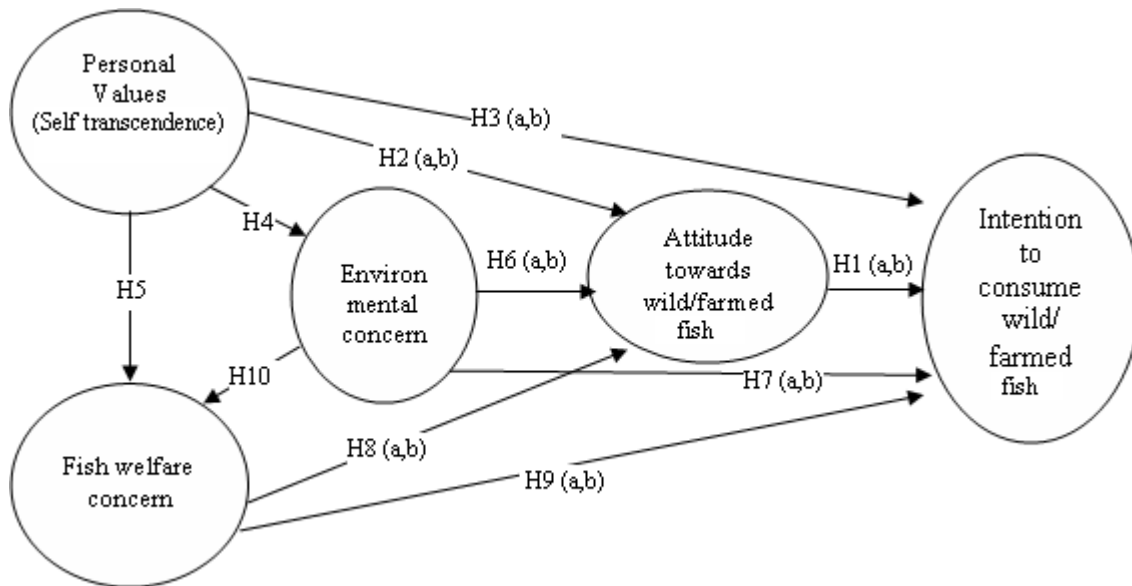 Personal
Values
(Self transcendence)
H3 (a,b)
H2 (a,b)
H4
H5
Environ
mental
concern
H6 (a,b)
Attitude
towards
wild/farmed
fish
H1 (a,b)
Intention
to
consume
wild/
farmed
fish
H10
H7 (a,b)
H8 (a,b)
H9 (a,b)
Fish welfare
concern